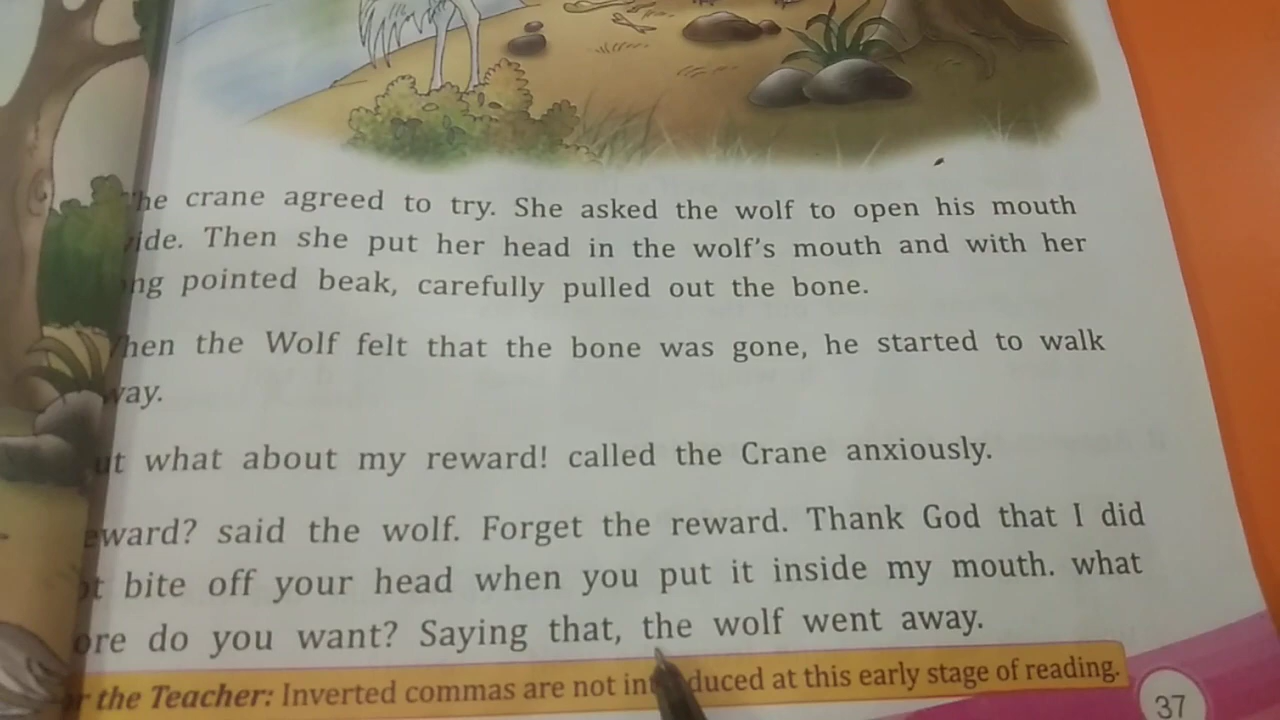 The crane agreed to try. She asked the wolf to open his mouth
ide. Then she put her head in the wolf's mouth and with her
ng pointed beak, carefully pulled out the bone.
hen the Wolf felt that the bone was gone, he started to walk
way.
ut what about my reward! called the Crane anxiously.
eward? said the wolf. Forget the reward. Thank God that I did
t bite off your head when you put it inside my mouth. what
ore do you want? Saying that, the wolf went away.
r the Teacher: Inverted commas are not introduced at this early stage of reading.
37